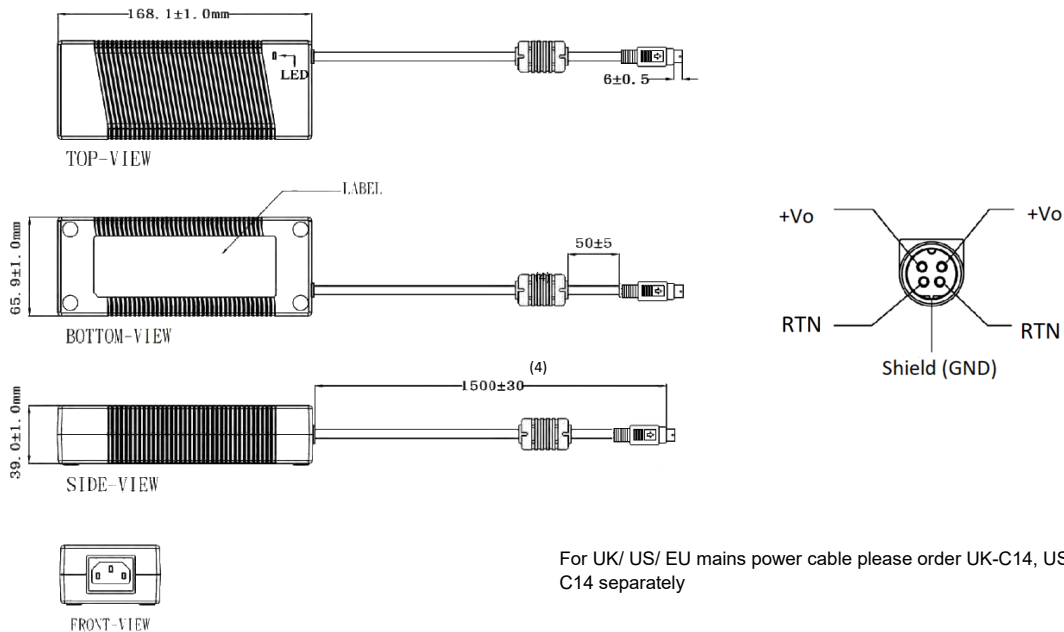 168.1±1.0mm
LED
6±0.5
TOP-VIEW
LABEL
65.9±1.0mm
50±5
BOTTOM-VIEW
+Vo
+Vo
RTN
RTN
Shield (GND)
(4)
1500±30
39.0±1.0mm
SIDE-VIEW
FRONT-VIEW
For UK/ US/ EU mains power cable please order UK-C14, US
C14 separately